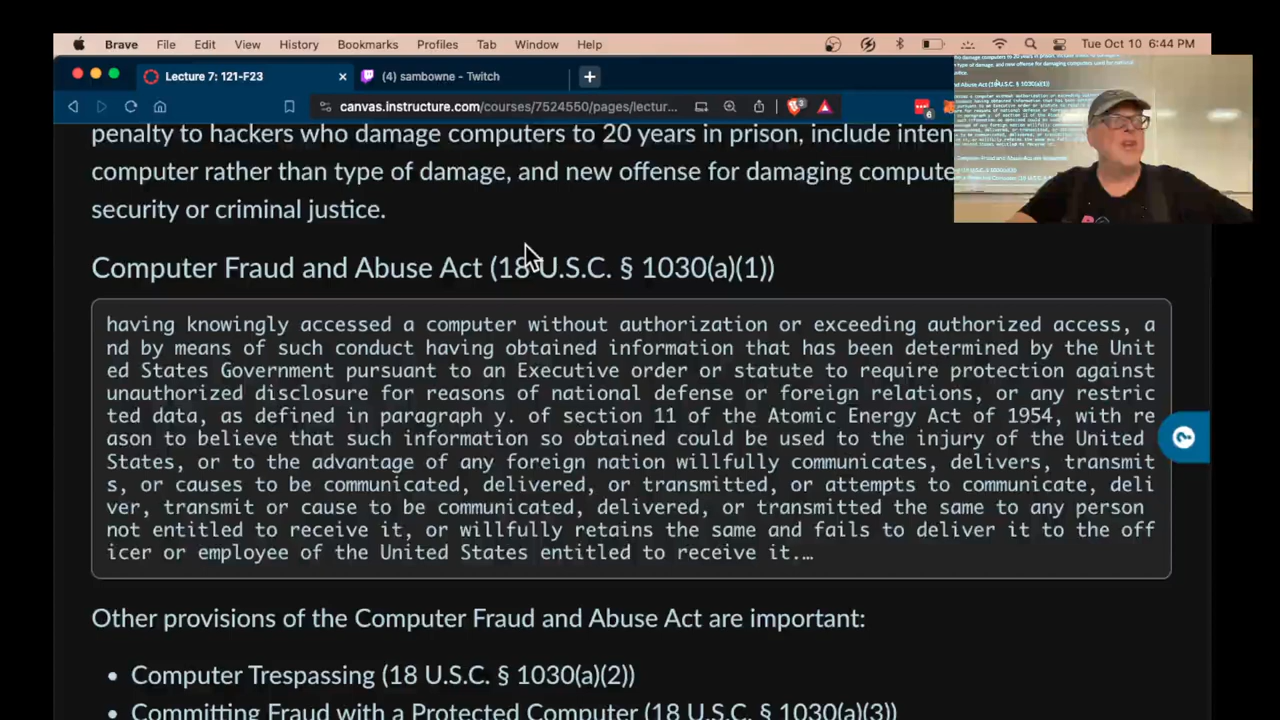 Brave File Edit View History Bookmarks Profiles Tab Window Help Tue Oct 10 6:44 PM
Lecture 7: 121-F23 sambowne - Twitch
canvas.instructure.com/courses/7524550/pages/lectur...
penalty to hacks who damage computers to 20 years in prison, include
computer rather than type of damage, and new offense for damaging
security or criminal justice.
Computer Fraud and Abuse Act (18 U.S.C. § 1030(a)(1))
having knowingly accessed a computer without authorization or exceeding authorized access, a
nd by means of such conduct having obtained information that has been determined by the Unit
ed States Government pursuant to an Executive order or statute to require protection against
unauthorized disclosure for reasons of national defense or foreign relations, or any restric
ted data, as defined in paragraph y. of section 11 of the Atomic Energy Act of 1954, with re
ason to believe that such information so obtained could be used to the injury of the United
States, or to the advantage of any foreign nation willfully communicates, delivers, transmit
s, or causes to be communicated, delivered, or transmitted, or attempts to communicate, deli
ver, transmit or cause to be communicated, delivered, or transmitted the same to any person
not entitled to receive it, or willfully retains the same and fails to deliver it to the off
icer or employee of the United States entitled to receive it.…
Other provisions of the Computer Fraud and Abuse Act are important:
• Computer Trespassing (18 U.S.C. § 1030(a)(2))
• Committing Fraud with a Protected Computer (18 U.S.C. § 1030(a)(3))